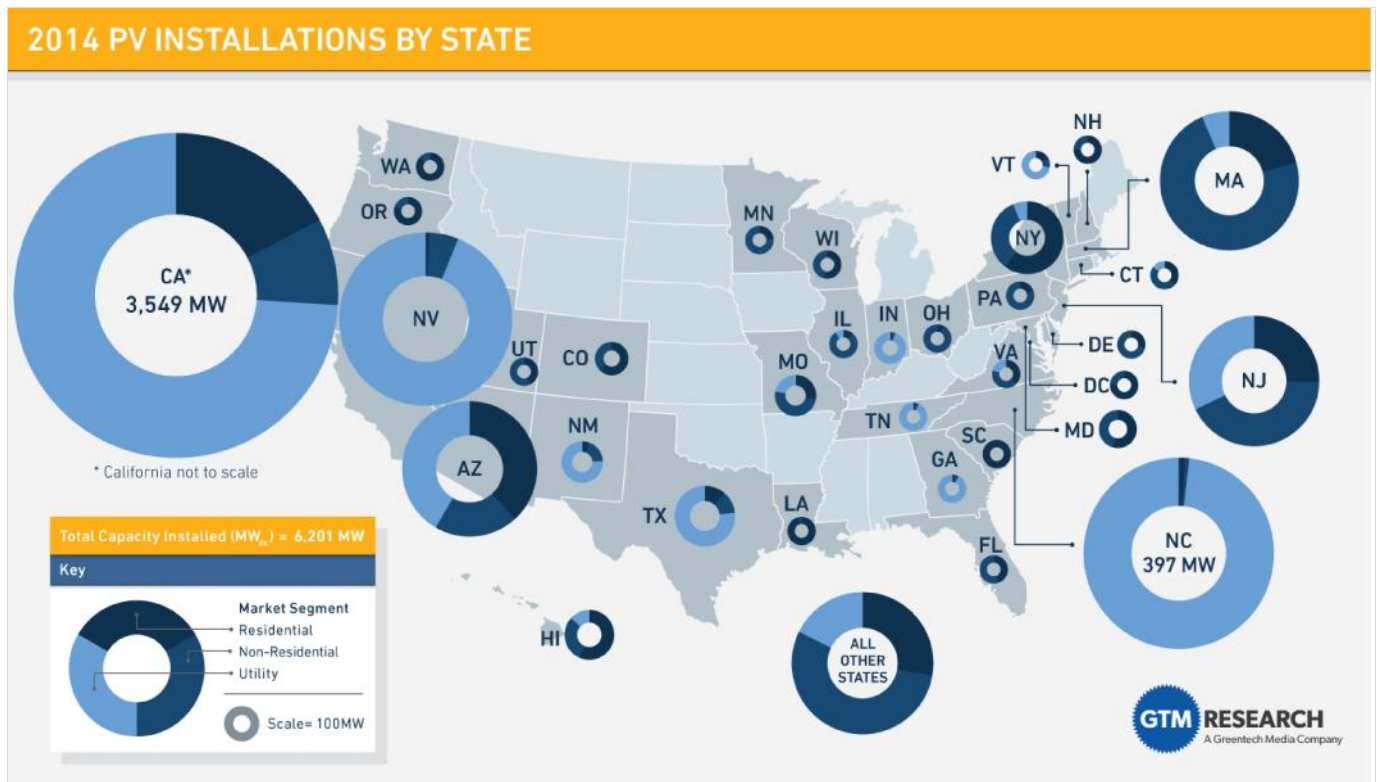 2014 PV INSTALLATIONS BY STATE
NH
VT
MA
WA
OR
MN
WI
NY
CT
CA*
3,549 MW
NV
PA
IL
IN
OH
UT
CO
MO
VA
DE
DC
NJ
TN
MD
NM
SC
AZ
GA
* California not to scale
TX
LA
FL
NC
397 MW
Total Capacity Installed (MWdc) = 6,201 MW
Key
Market Segment
Residential
Non-Residential
Utility
Scale= 100MW
HI
ALL
OTHER
STATES
GTM RESEARCH
A Greentech Media Company